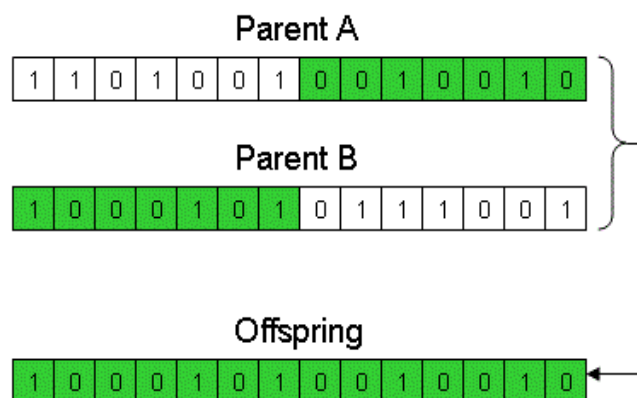 Parent A
1 1 0 1 0 0 1 0 0 1 0 0 1 0
Parent B
1 0 0 0 1 0 1 0 1 1 1 0 0 1
Offspring
1 0 0 0 1 0 1 0 0 1 0 0 1 0